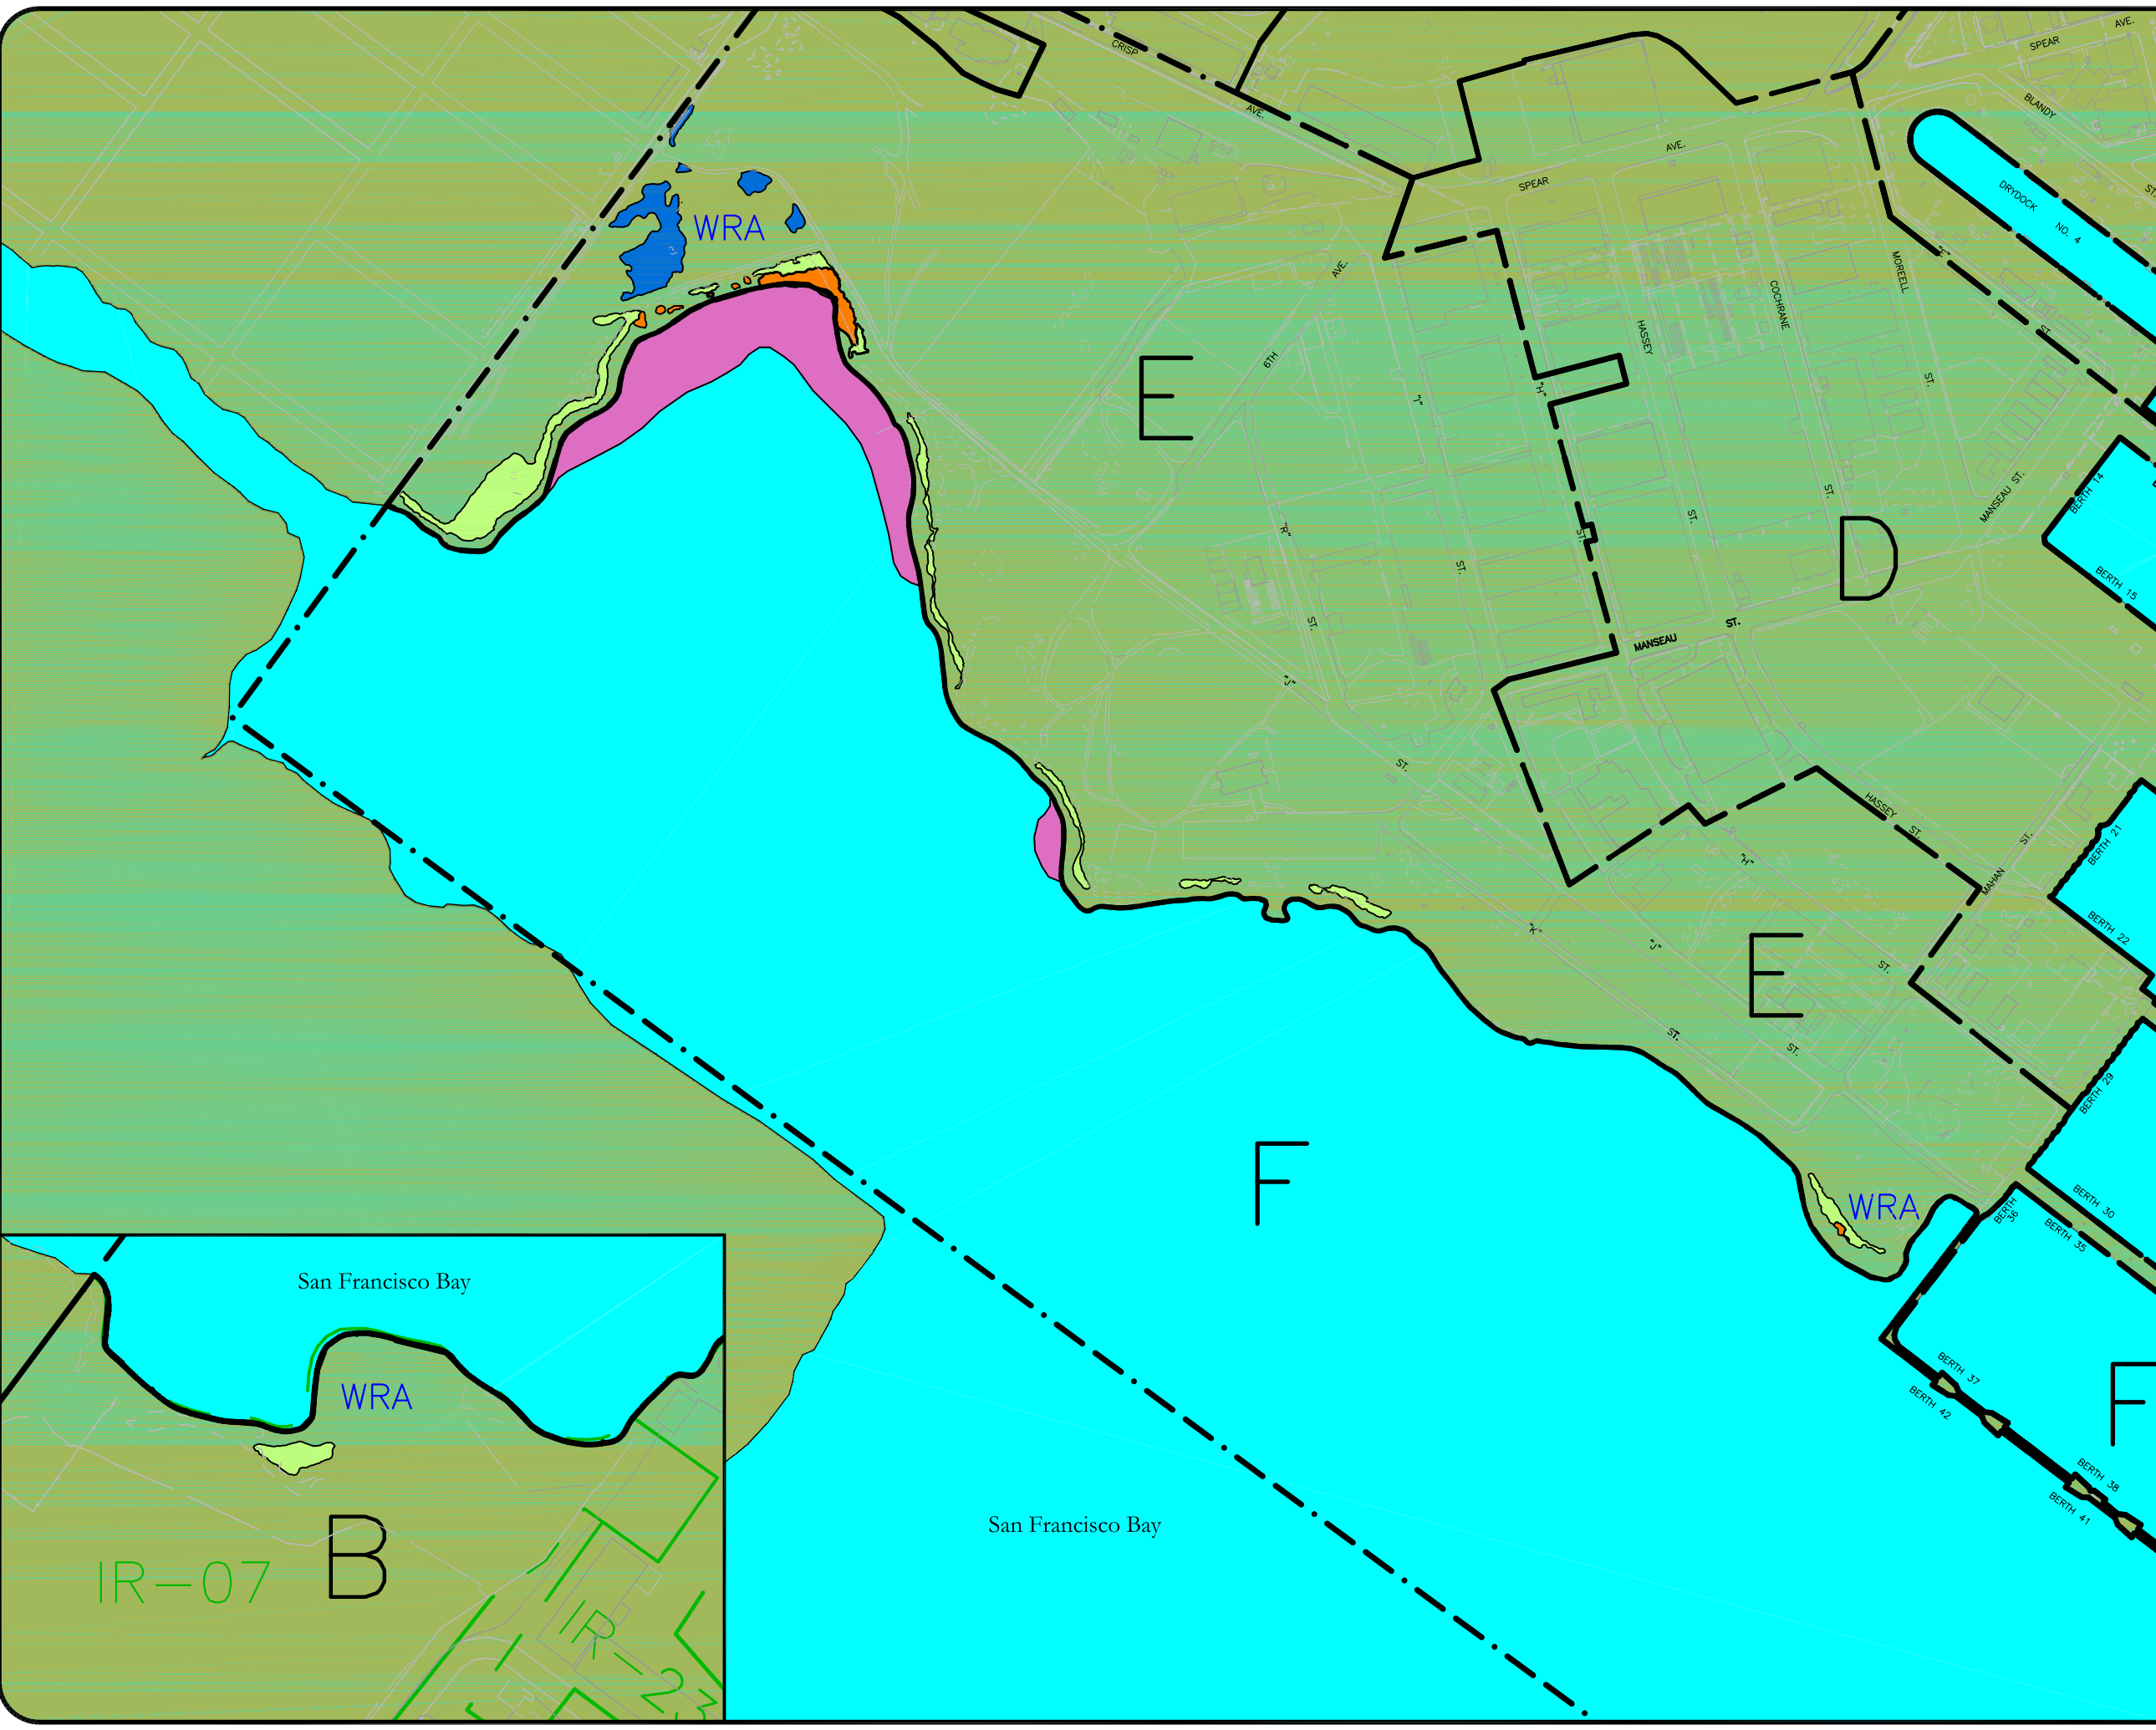 CRISP
AVE.
SPEAR
AVE.
SPEAR
AVE.
BLANDY
ST.
DRYDOCK
NO. 4
"E"
ST.
WRA
AVE.
6TH
E
"I"
ST.
"H"
ST.
HASSEY
ST.
COCHRANE
ST.
MORELL
ST.
MANSEAU ST.
BERTH 14
BERTH 15
D
"R"
ST.
MANSEAU
ST.
"J"
ST.
HASSEY
ST.
"H"
ST.
MAHAN
ST.
BERTH 21
BERTH 22
"K"
ST.
"J"
ST.
E
BERTH 29
BERTH 30
F
WRA
BERTH
36
BERTH 35
BERTH 37
BERTH 42
F
BERTH 38
BERTH 41
San Francisco Bay
San Francisco Bay
WRA
B
IR-07
IR-23